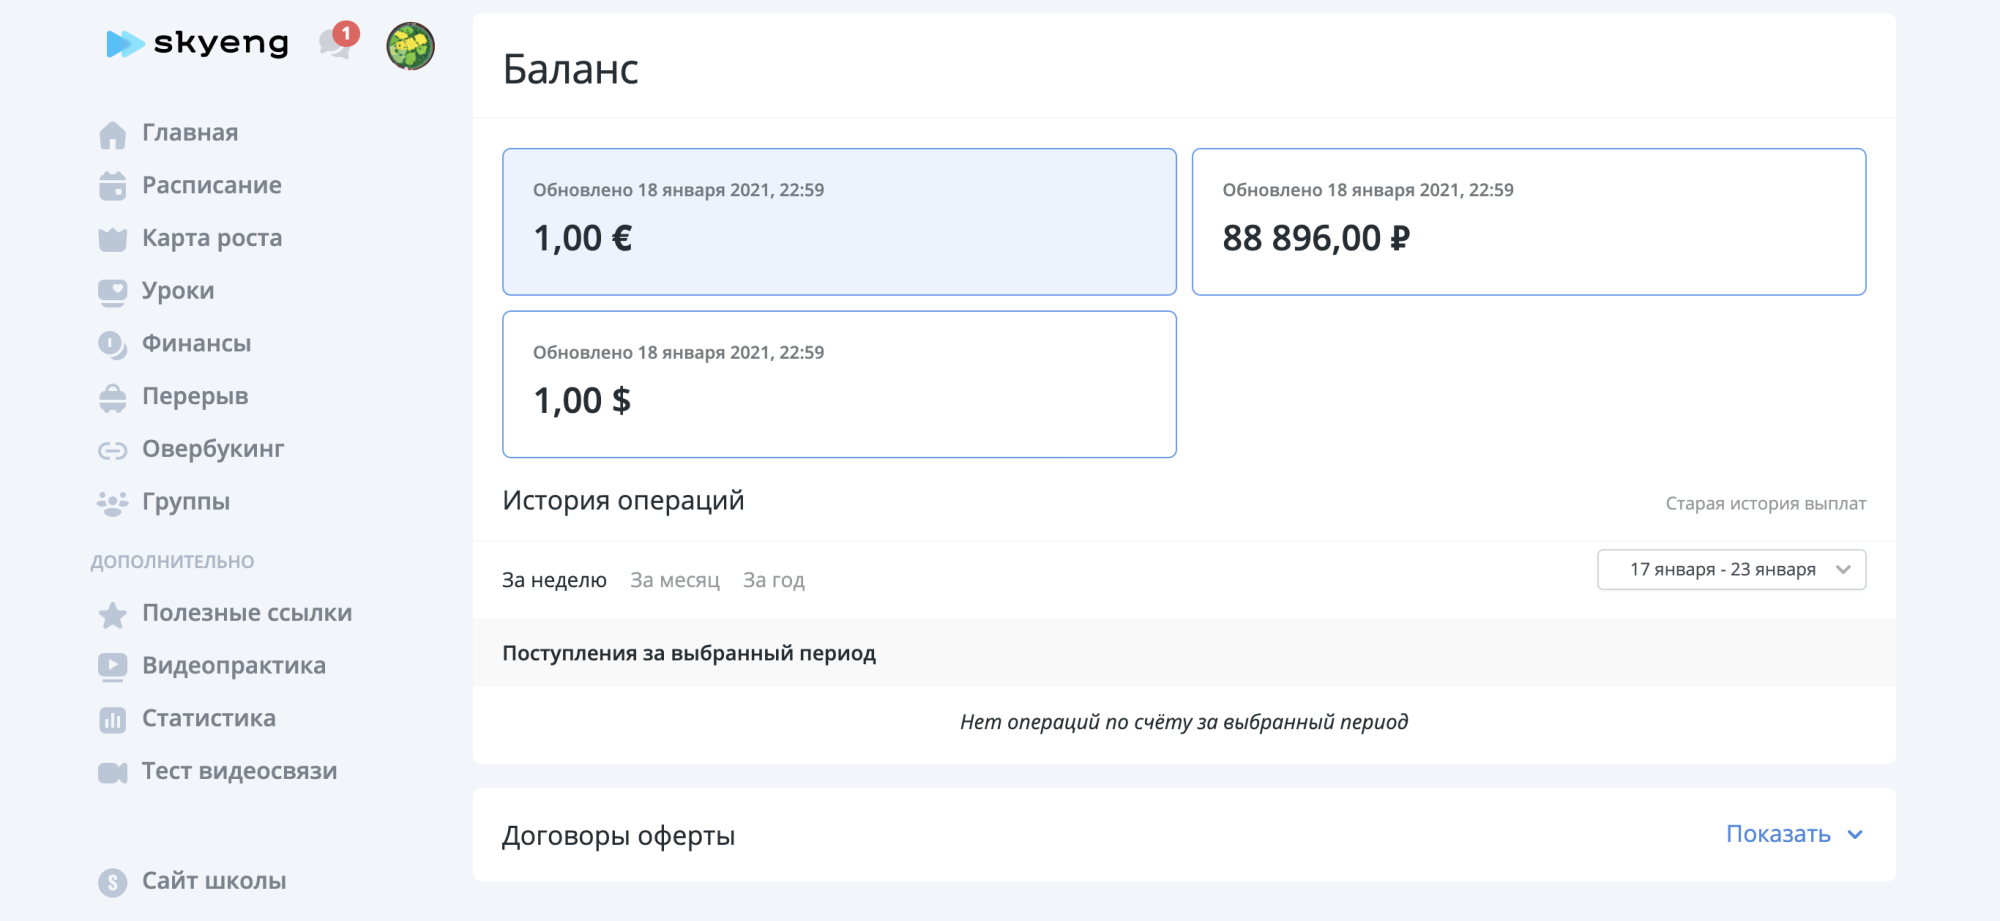 skyeng
1
Главная
Расписание
Карта роста
Уроки
Финансы
Перерыв
Овербукинг
Группы
ДОПОЛНИТЕЛЬНО
Полезные ссылки
Видеопрактика
Статистика
Тест видеосвязи
Сайт школы
Баланс
Обновлено 18 января 2021, 22:59
1,00 €
Обновлено 18 января 2021, 22:59
88 896,00 ₽
Обновлено 18 января 2021, 22:59
1,00 $
История операций
Старая история выплат
За неделю За месяц За год
17 января - 23 января
Поступления за выбранный период
Нет операций по счёту за выбранный период
Договоры оферты
Показать